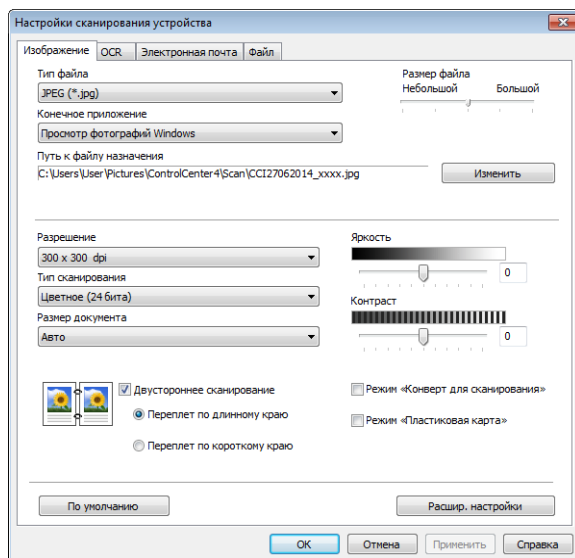 Настройки сканирования устройства
Изображение OCR Электронная почта Файл
Тип файла
JPEG (*.jpg)
Размер файла
Небольшой Большой
Конечное приложение
Просмотр фотографий Windows
Путь к файлу назначения
C:\Users\User\Pictures\ControlCenter4\Scan\CCI27062014_xxxx.jpg
Изменить
Разрешение
300 x 300 dpi
Тип сканирования
Цветное (24 бита)
Размер документа
Авто
Яркость
0
Контраст
0
Двустороннее сканирование
Переплет по длинному краю
Переплет по короткому краю
Режим «Конверт для сканирования»
Режим «Пластиковая карта»
По умолчанию
Расшир. настройки
ОК Отмена Применить Справка